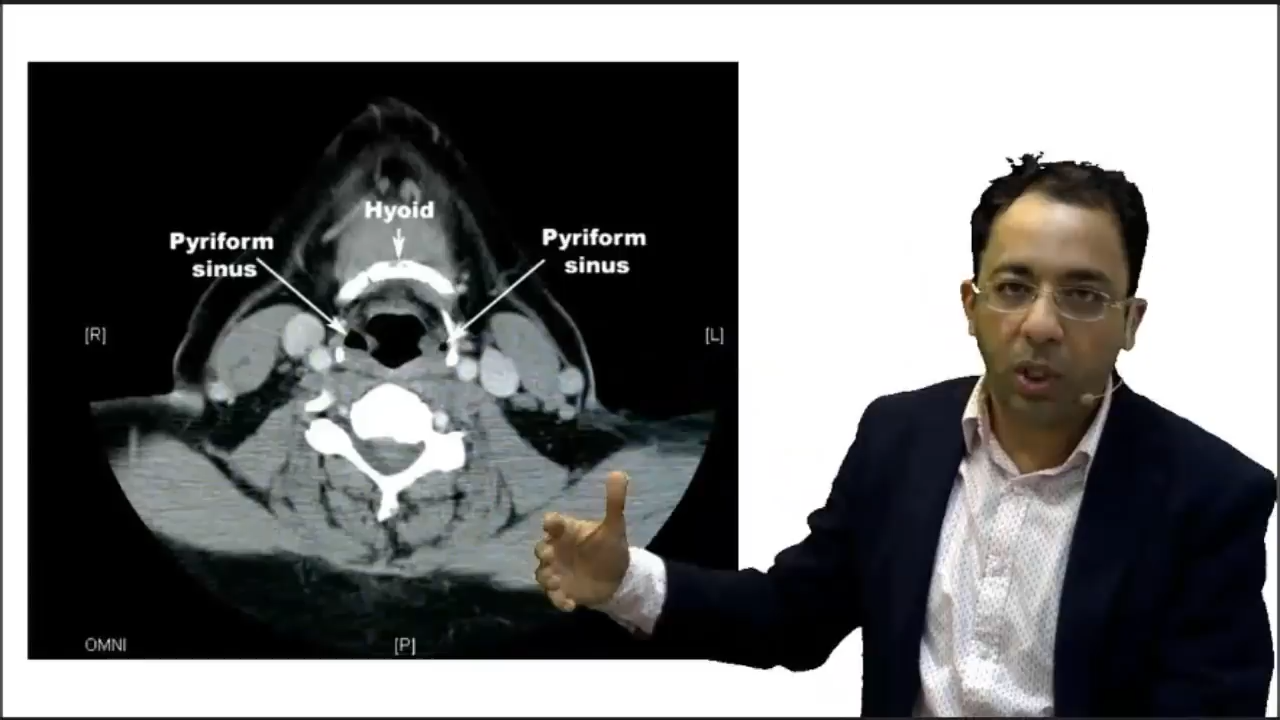 Hyoid
Pyriform
sinus
Pyriform
sinus
[R]
[L]
OMNI
[P]